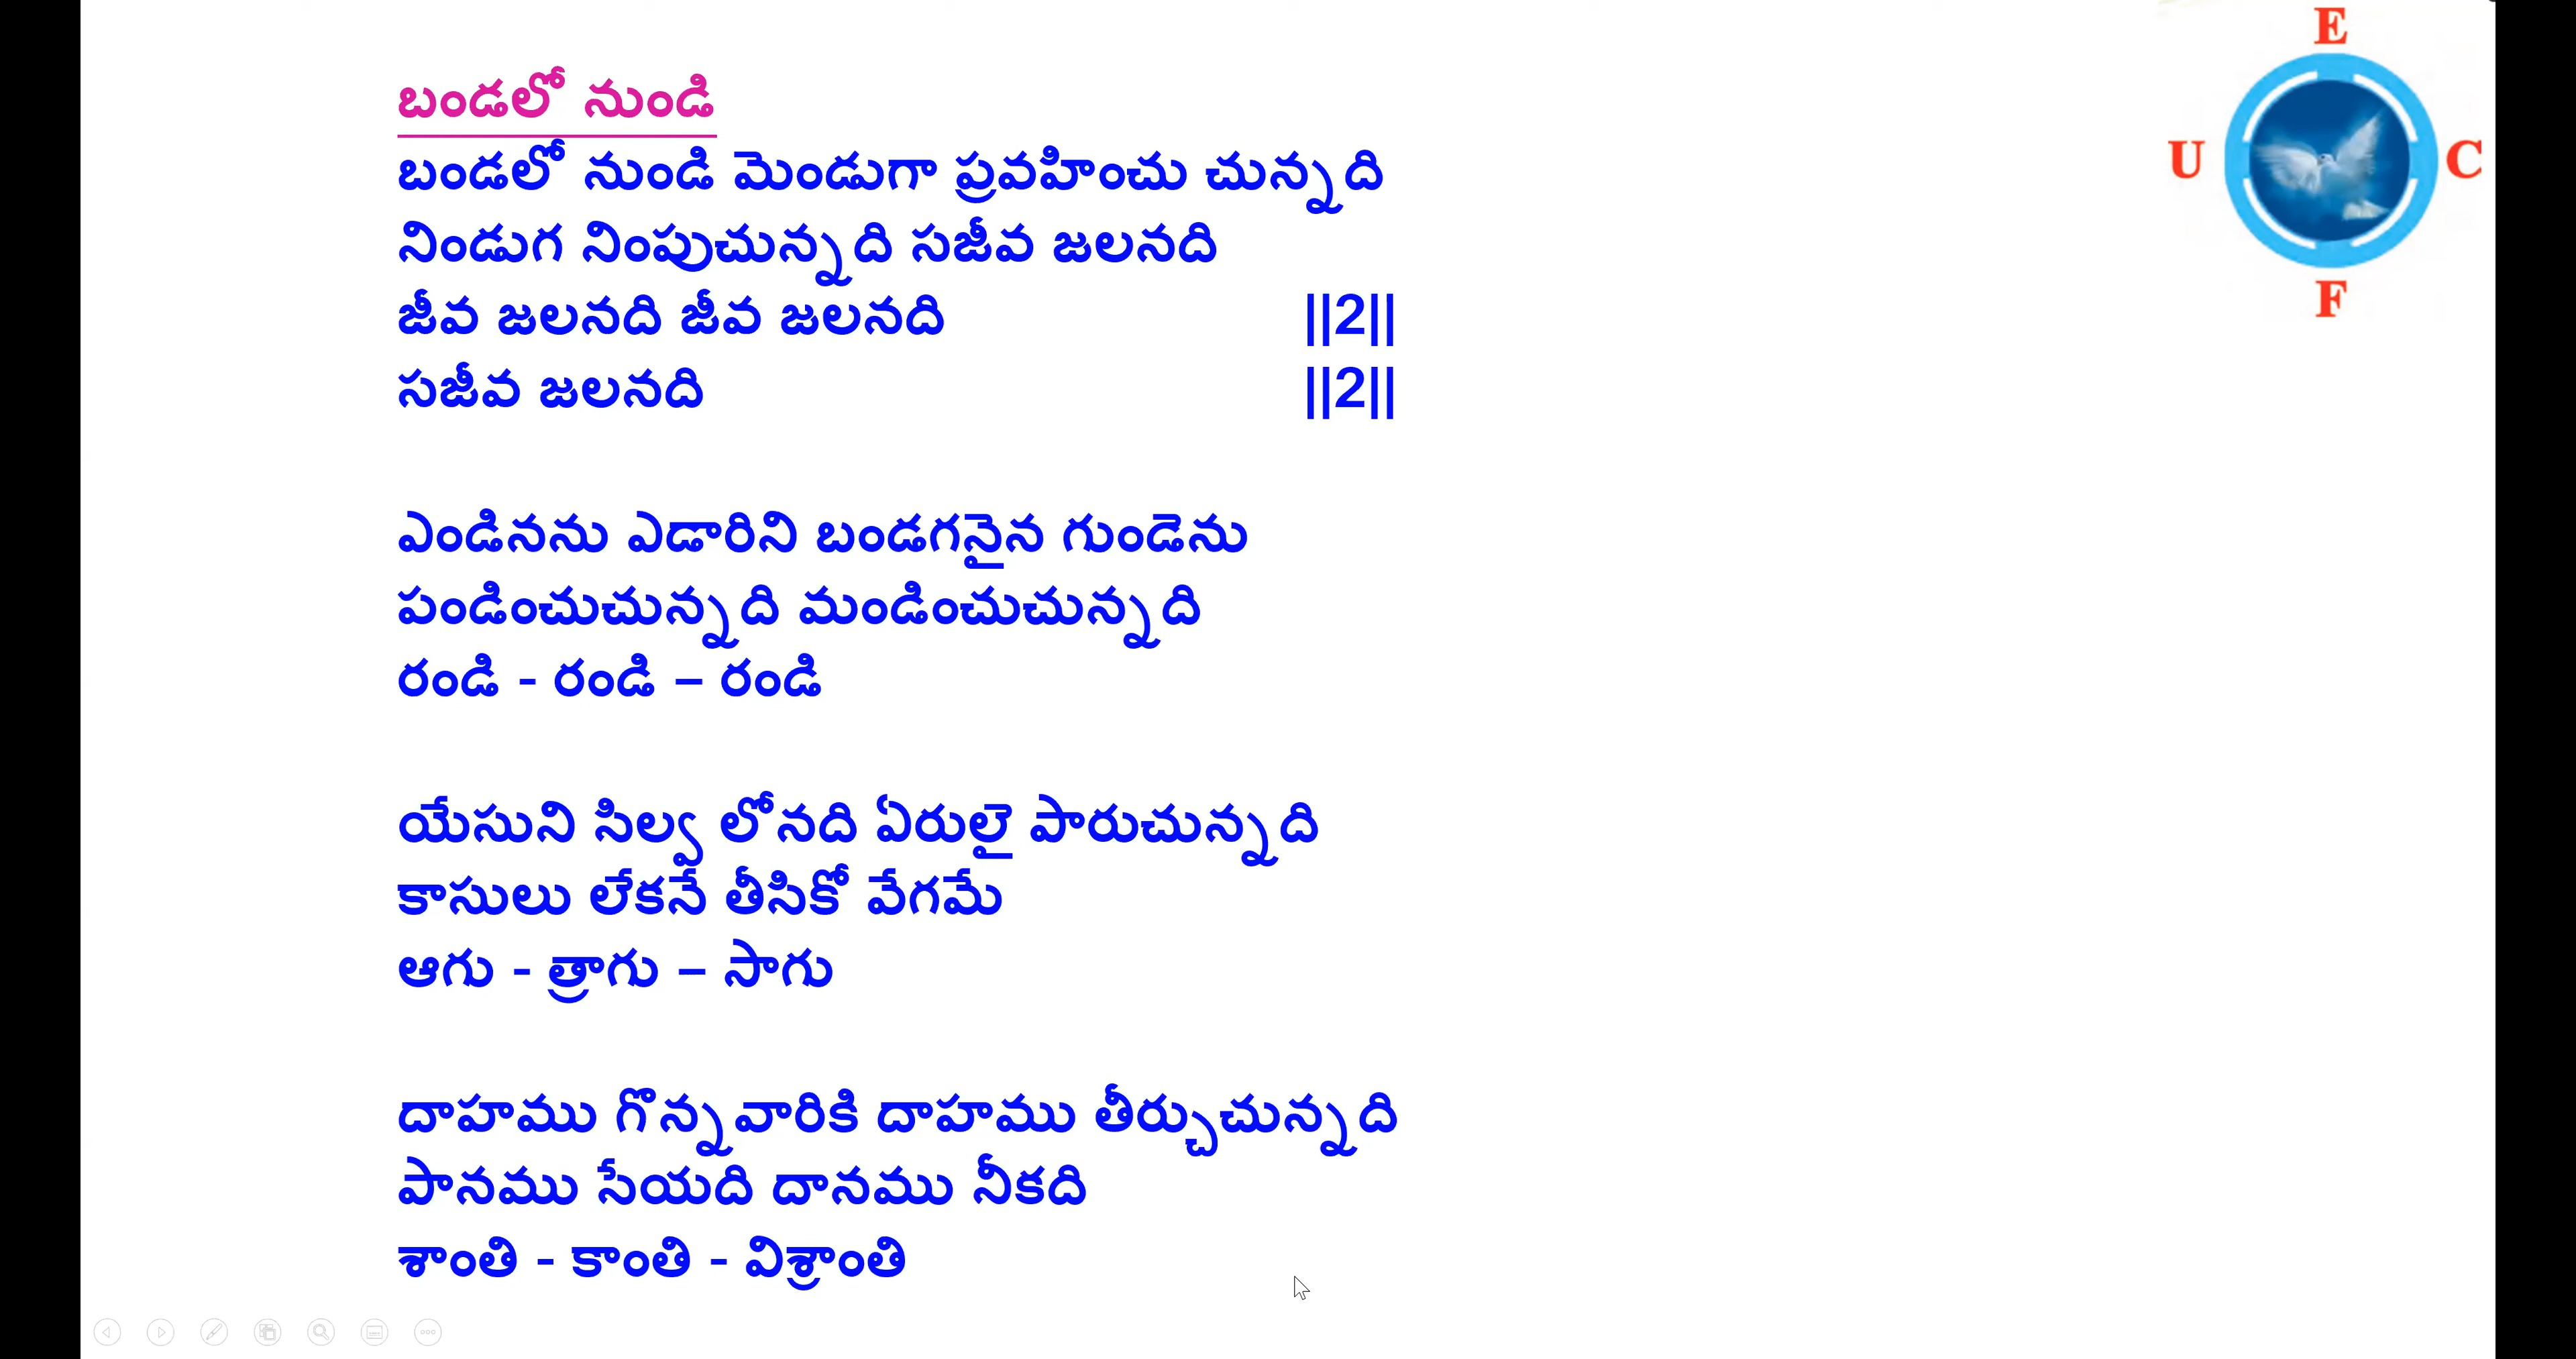 బండలో నుండి
బండలో నుండి మెండుగా ప్రవహించు చున్నది
నిండుగ నింపుచున్నది సజీవ జలనది
జీవ జలనది జీవ జలనది ||2||
సజీవ జలనది ||2||
ఎండినను ఎడారిని బండగనైన గుండెను
పండించుచున్నది మండించుచున్నది
రండి - రండి – రండి
యేసుని సిల్వ లోనది ఏరులై పారుచున్నది
కాసులు లేకనే తీసికో వేగమే
ఆగు - త్రాగు – సాగు
దాహము గొన్నవారికి దాహము తీర్చుచున్నది
పానము సేయది దానము నీకది
శాంతి - కాంతి - విశ్రాంతి
E
U
C
F